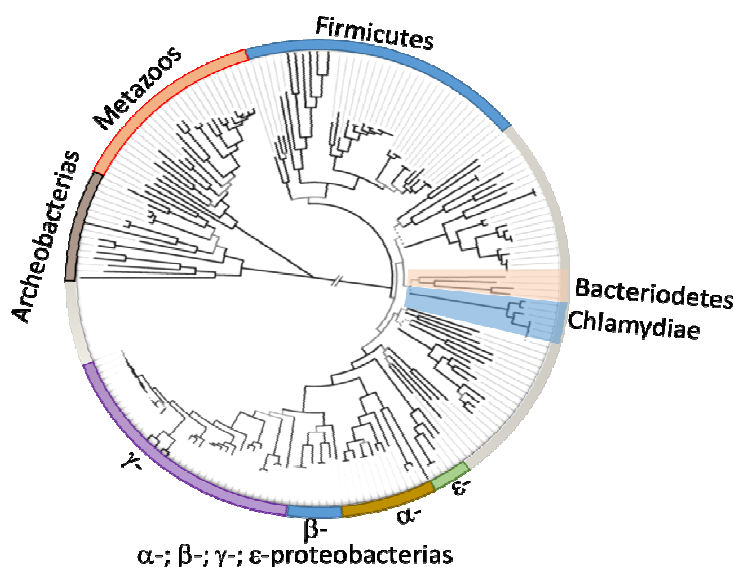 Firmicutes
Metazoos
Archeobacterias
Bacteriodetes
Chlamydiae
γ-
ε-
α-
β-
α-; β-; γ-; ε-proteobacterias